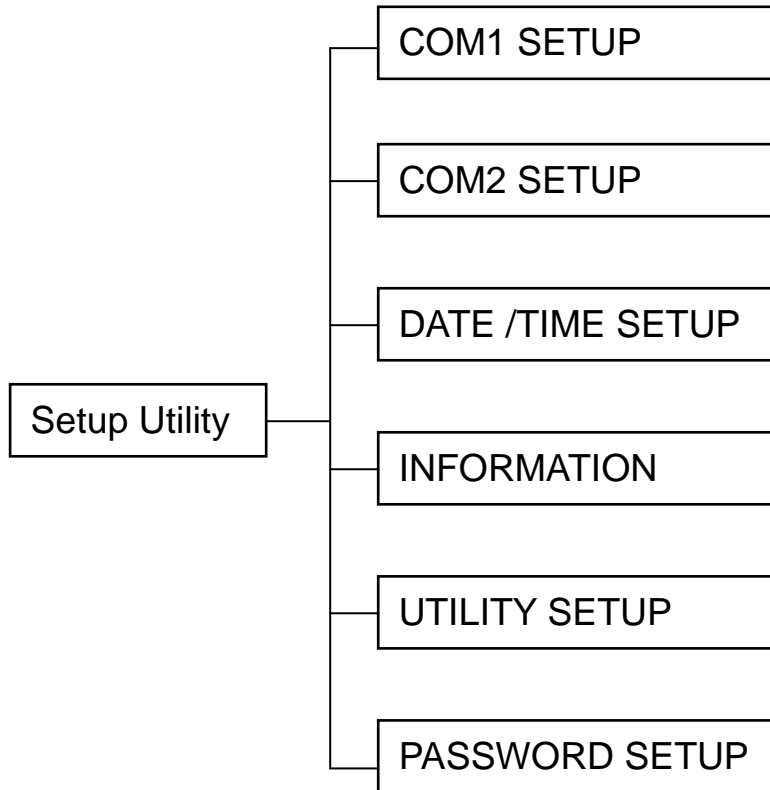 COM1 SETUP
COM2 SETUP
DATE /TIME SETUP
Setup Utility
INFORMATION
UTILITY SETUP
PASSWORD SETUP